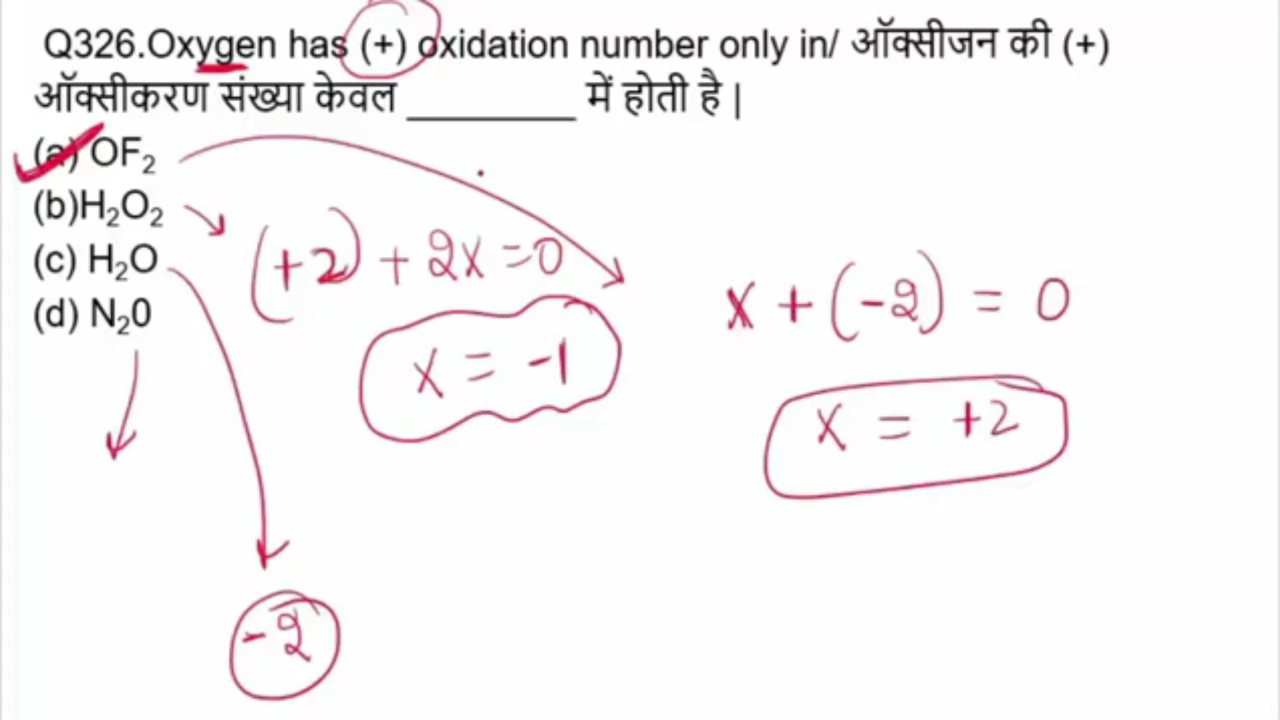 Q326.Oxygen has (+) oxidation number only in/ ऑक्सीजन की (+)
ऑक्सीकरण संख्या केवल ________ में होती है |
(a) OF₂
(b)H₂O₂
(c) H₂O
(d) N₂0
(+2) + 2x = 0
x = -1
x + (-2) = 0
x = +2
-2